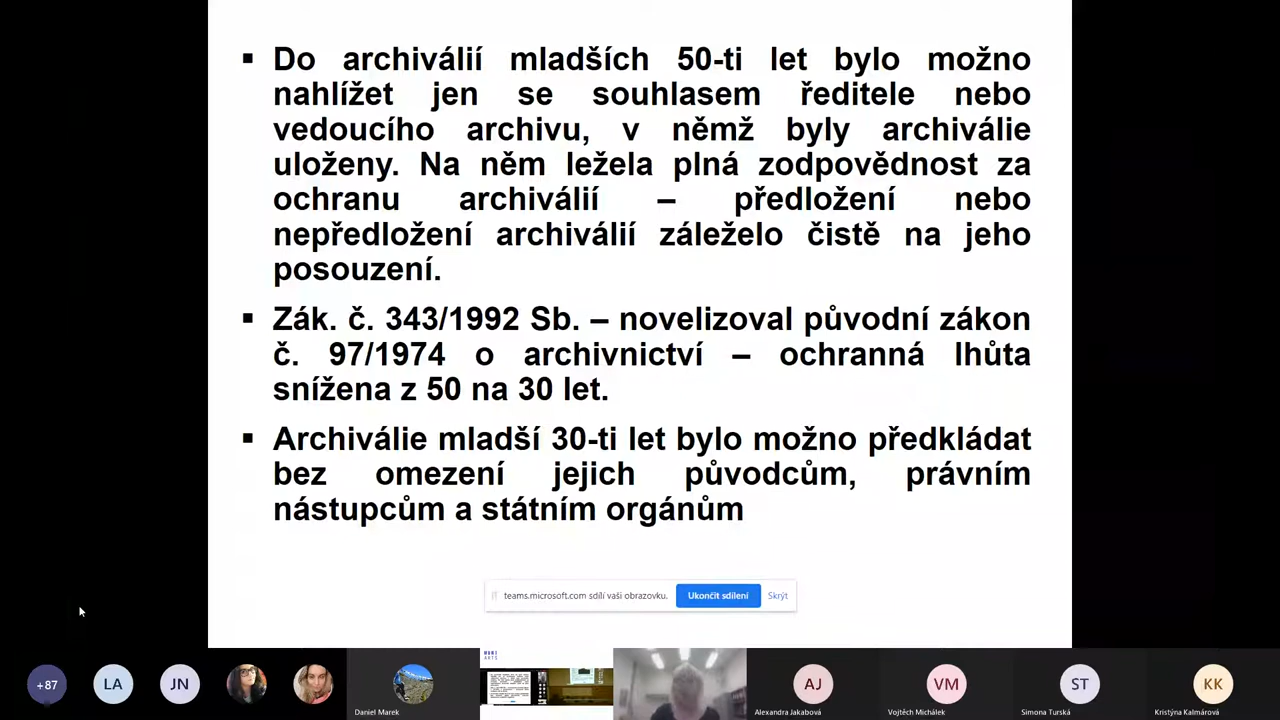 ▪ Do archiválií mladších 50-ti let bylo možno
nahlížet jen se souhlasem ředitele nebo
vedoucího archivu, v němž byly archiválie
uloženy. Na něm ležela plná zodpovědnost za
ochranu archiválií – předložení nebo
nepředložení archiválií záleželo čistě na jeho
posouzení.
▪ Zák. č. 343/1992 Sb. – novelizoval původní zákon
č. 97/1974 o archivnictví – ochranná lhůta
snížena z 50 na 30 let.
▪ Archiválie mladší 30-ti let bylo možno předkládat
bez omezení jejich původcům, právním
nástupcům a státním orgánům
teams.microsoft.com sdílí vaši obrazovku. Ukončit sdílení Skrýt
MUNI
ARTS
+87 LA JN AJ VM ST KK
Daniel Marek Alexandra Jakabová Vojtěch Michálek Simona Turská Kristýna Kalmárová